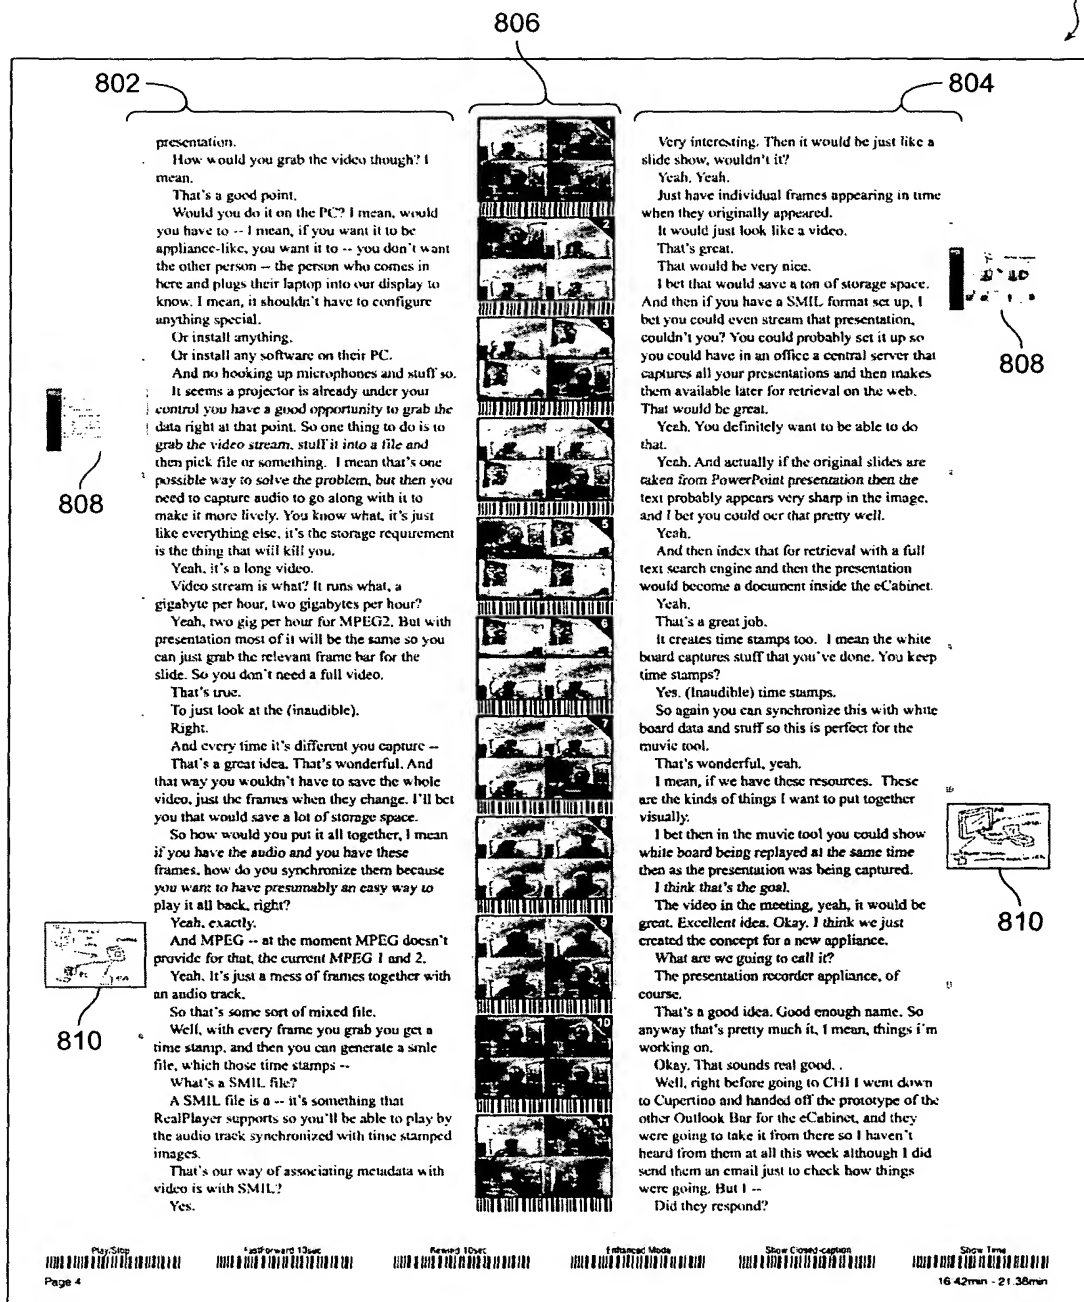 806
802
804
presentation.
How would you grab the video though? I
mean.
That's a good point.
Would you do it on the PC? I mean, would
you have to -- I mean, if you want it to be
appliance-like, you want it to -- you don't want
the other person -- the person who comes in
here and plugs their laptop into our display to
know. I mean, it shouldn't have to configure
anything special.
Or install anything.
Or install any software on their PC.
And no hooking up microphones and stuff so.
It seems a projector is already under your
control you have a good opportunity to grab the
data right at that point. So one thing to do is to
grab the video stream, stuff it into a file and
then pick file or something. I mean that's one
possible way to solve the problem, but then you
need to capture audio to go along with it to
make it more lively. You know what, it's just
like everything else, it's the storage requirement
is the thing that will kill you.
Yeah, it's a long video.
Video stream is what? It runs what, a
gigabyte per hour, two gigabytes per hour?
Yeah, two gig per hour for MPEG2. But with
presentation most of it will be the same so you
can just grab the relevant frame bar for the
slide. So you don't need a full video.
That's true.
To just look at the (inaudible).
Right.
And every time it's different you capture --
That's a great idea. That's wonderful. And
that way you wouldn't have to save the whole
video, just the frames when they change. I'll bet
you that would save a lot of storage space.
So how would you put it all together, I mean
if you have the audio and you have these
frames, how do you synchronize them because
you want to have presumably an easy way to
play it all back, right?
Yeah, exactly.
And MPEG -- at the moment MPEG doesn't
provide for that, the current MPEG 1 and 2.
Yeah. It's just a mess of frames together with
an audio track.
So that's some sort of mixed file.
Well, with every frame you grab you get a
time stamp, and then you can generate a smle
file, which those time stamps --
What's a SMIL file?
A SMIL file is a -- it's something that
RealPlayer supports so you'll be able to play by
the audio track synchronized with time stamped
images.
That's our way of associating metadata with
video is with SMIL?
Yes.
808
810
1
2
3
4
5
6
7
8
9
10
11
Very interesting. Then it would be just like a
slide show, wouldn't it?
Yeah, Yeah.
Just have individual frames appearing in time
when they originally appeared.
It would just look like a video.
That's great.
That would be very nice.
I bet that would save a ton of storage space.
And then if you have a SMIL format set up, I
bet you could even stream that presentation,
couldn't you? You could probably set it up so
you could have in an office a central server that
captures all your presentations and then makes
them available later for retrieval on the web.
That would be great.
Yeah. You definitely want to be able to do
that.
Yeah. And actually if the original slides are
taken from PowerPoint presentation then the
text probably appears very sharp in the image,
and I bet you could ocr that pretty well.
Yeah.
And then index that for retrieval with a full
text search engine and then the presentation
would become a document inside the eCabinet.
Yeah.
That's a great job.
It creates time stamps too. I mean the white
board captures stuff that you've done. You keep
time stamps?
Yes. (Inaudible) time stamps.
So again you can synchronize this with white
board data and stuff so this is perfect for the
muvie tool.
That's wonderful, yeah.
I mean, if we have these resources. These
are the kinds of things I want to put together
visually.
I bet then in the muvie tool you could show
white board being replayed at the same time
then as the presentation was being captured.
I think that's the goal.
The video in the meeting, yeah, it would be
great. Excellent idea. Okay. I think we just
created the concept for a new appliance.
What are we going to call it?
The presentation recorder appliance, of
course.
That's a good idea. Good enough name. So
anyway that's pretty much it, I mean, things i'm
working on.
Okay. That sounds real good. .
Well, right before going to CHI I went down
to Cupertino and handed off the prototype of the
other Outlook Bar for the eCabinet, and they
were going to take it from there so I haven't
heard from them at all this week although I did
send them an email just to check how things
were going. But I --
Did they respond?
808
810
Play/Stop
FastForward 13sec
Rewind 10sec
Enhanced Mode
Show Closed-caption
Show Time
Page 4
16.42min - 21.38min